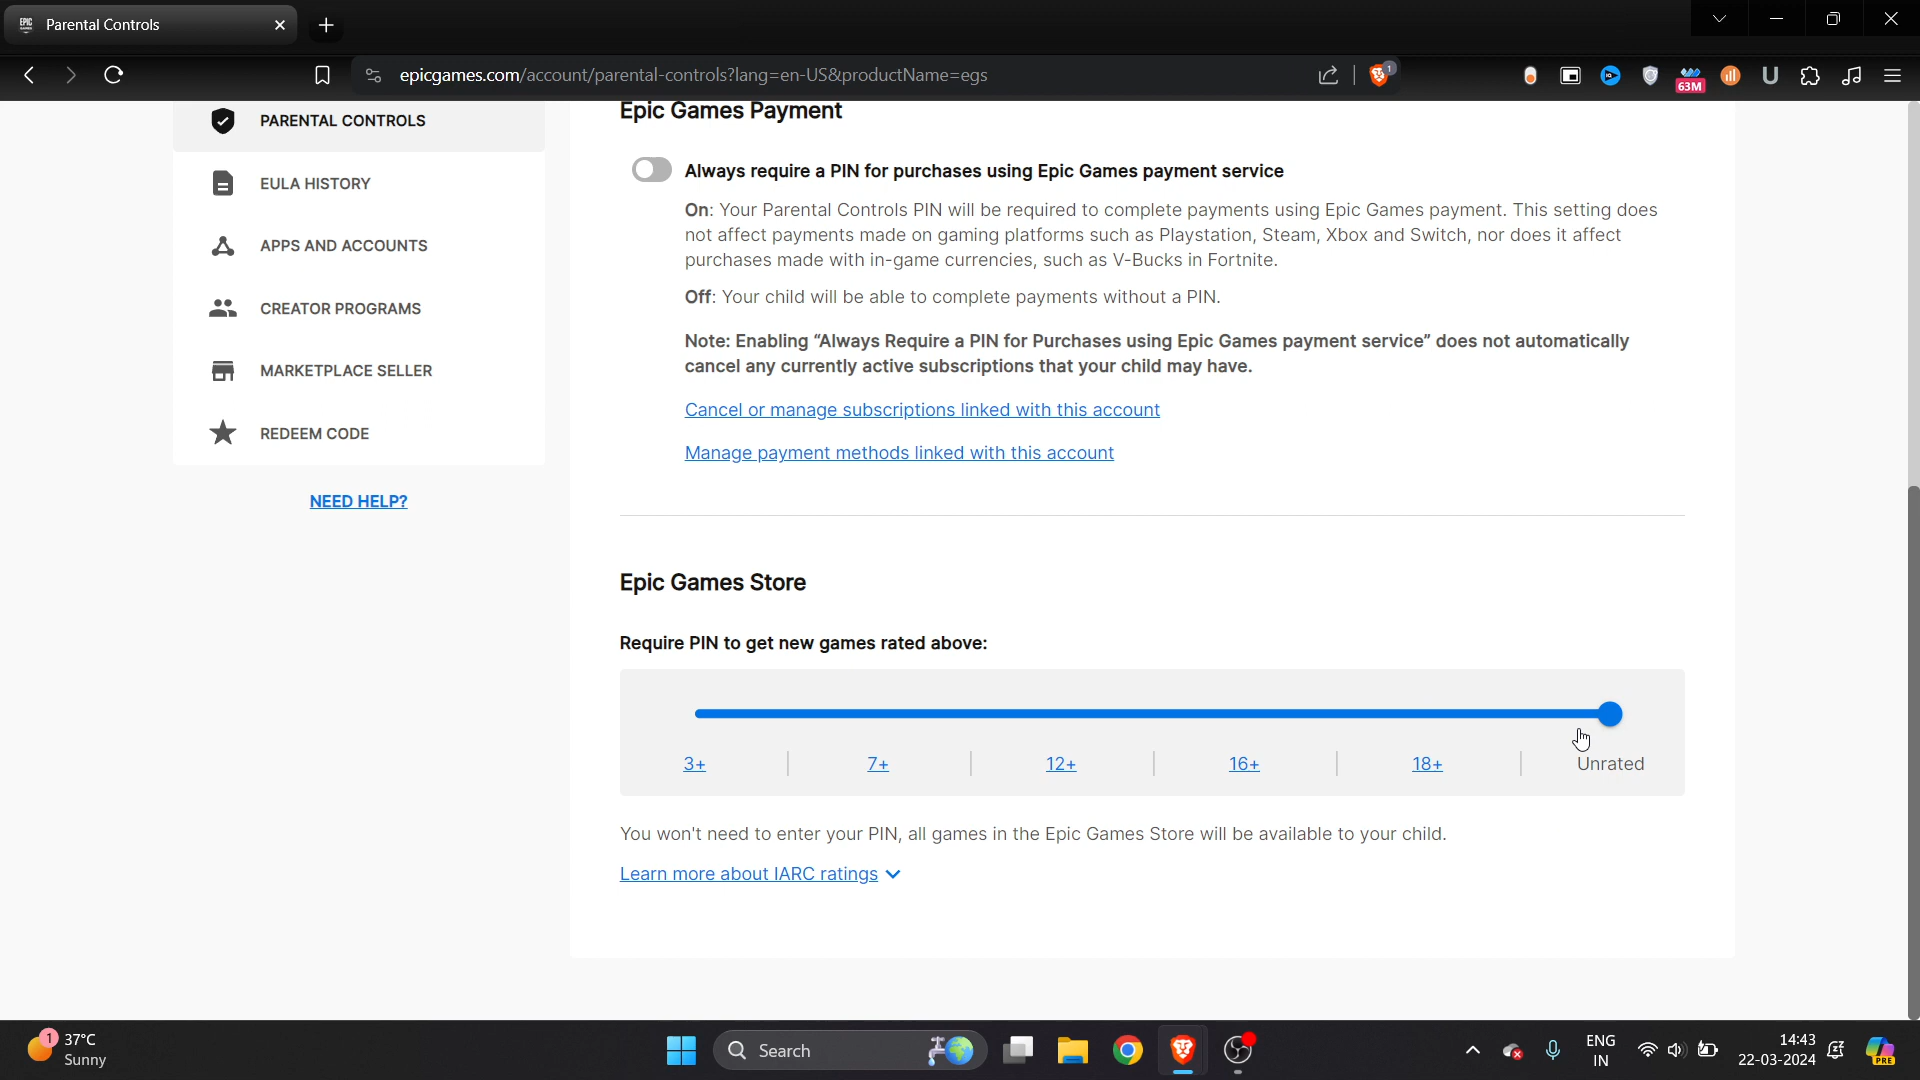 Parental Controls
epicgames.com/account/parental-controls?lang=en-US&productName=egs
1
63M
PARENTAL CONTROLS
EULA HISTORY
APPS AND ACCOUNTS
CREATOR PROGRAMS
MARKETPLACE SELLER
REDEEM CODE
NEED HELP?
Epic Games Payment
Always require a PIN for purchases using Epic Games payment service
On: Your Parental Controls PIN will be required to complete payments using Epic Games payment. This setting does
not affect payments made on gaming platforms such as Playstation, Steam, Xbox and Switch, nor does it affect
purchases made with in-game currencies, such as V-Bucks in Fortnite.
Off: Your child will be able to complete payments without a PIN.
Note: Enabling “Always Require a PIN for Purchases using Epic Games payment service” does not automatically
cancel any currently active subscriptions that your child may have.
Cancel or manage subscriptions linked with this account
Manage payment methods linked with this account
Epic Games Store
Require PIN to get new games rated above:
3+ 7+ 12+ 16+ 18+ Unrated
You won't need to enter your PIN, all games in the Epic Games Store will be available to your child.
Learn more about IARC ratings
1 37°C
Sunny
Search
ENG
IN
14:43
22-03-2024
PRE